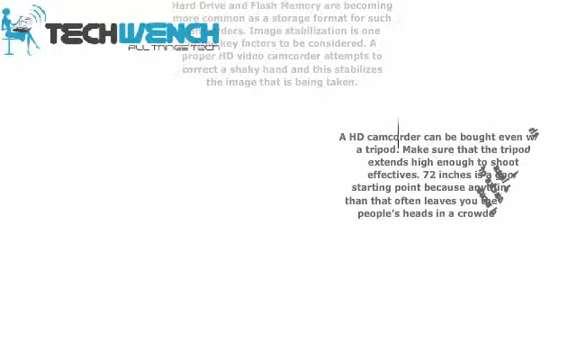 Hard Drive and Flash Memory are becoming
more common as a storage format for such
Image stabilization is one
key factors to be considered. A
proper HD video camcorder attempts to
correct a shaky hand and this stabilizes
the image that is being taken.
TECHWENCH
ALL THINGS TECH
A HD camcorder can be bought even
a tripod. Make sure that the tripod
extends high enough to shoot
effectives. 72 inches is a
starting point because
than that often leaves you
people's heads in a